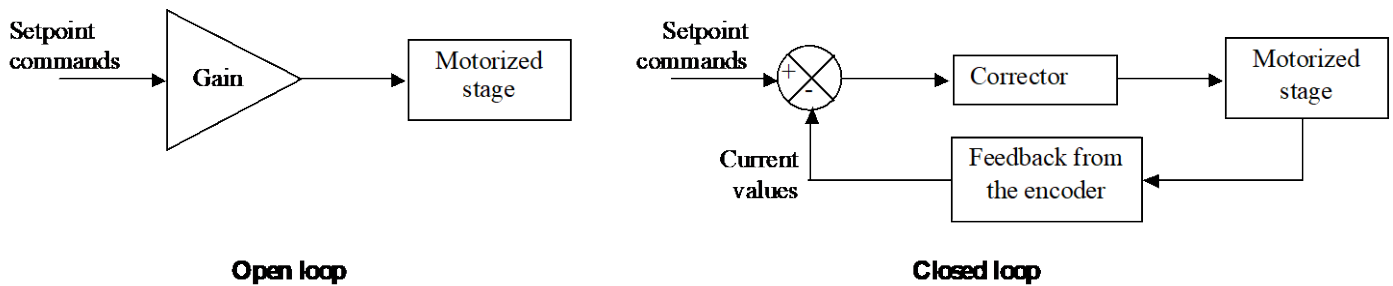 Setpoint
commands
Gain
Motorized
stage
Open loop
Setpoint
commands
+
-
Corrector
Motorized
stage
Current
values
Feedback from
the encoder
Closed loop